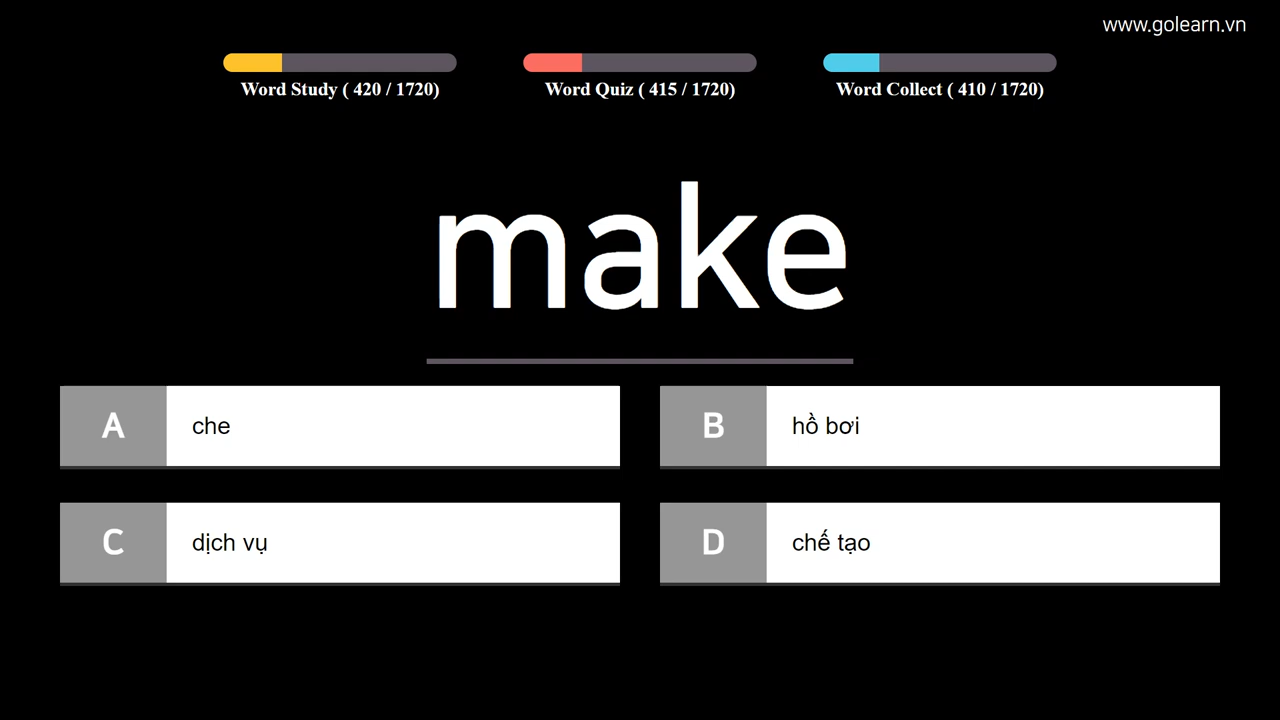 www.golearn.vn
Word Study ( 420 / 1720)
Word Quiz ( 415 / 1720)
Word Collect ( 410 / 1720)
make
A che
B hồ bơi
C dịch vụ
D chế tạo